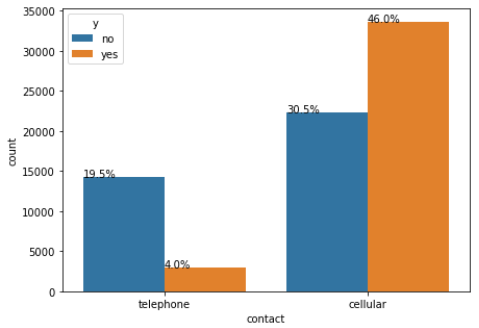 35000
30000
25000
20000
15000
10000
5000
0
count
y
no
yes
19.5%
4.0%
30.5%
46.0%
telephone
cellular
contact